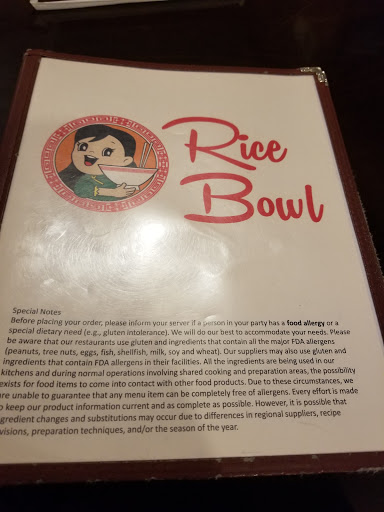 Rice
Bowl
Special Notes
Before placing your order, please inform your server if a person in your party has a food allergy or a
special dietary need (e.g., gluten intolerance). We will do our best to accommodate your needs. Please
be aware that our restaurants use gluten and ingredients that contain all the major FDA allergens
(peanuts, tree nuts, eggs, fish, shellfish, milk, soy and wheat). Our suppliers may also use gluten and
ingredients that contain FDA allergens in their facilities. All the ingredients are being used in our
kitchens and during normal operations involving shared cooking and preparation areas, the possibility
exists for food items to come into contact with other food products. Due to these circumstances, we
are unable to guarantee that any menu item can be completely free of allergens. Every effort is made
o keep our product information current and as complete as possible. However, it is possible that
gredient changes and substitutions may occur due to differences in regional suppliers, recipe
visions, preparation techniques, and/or the season of the year.